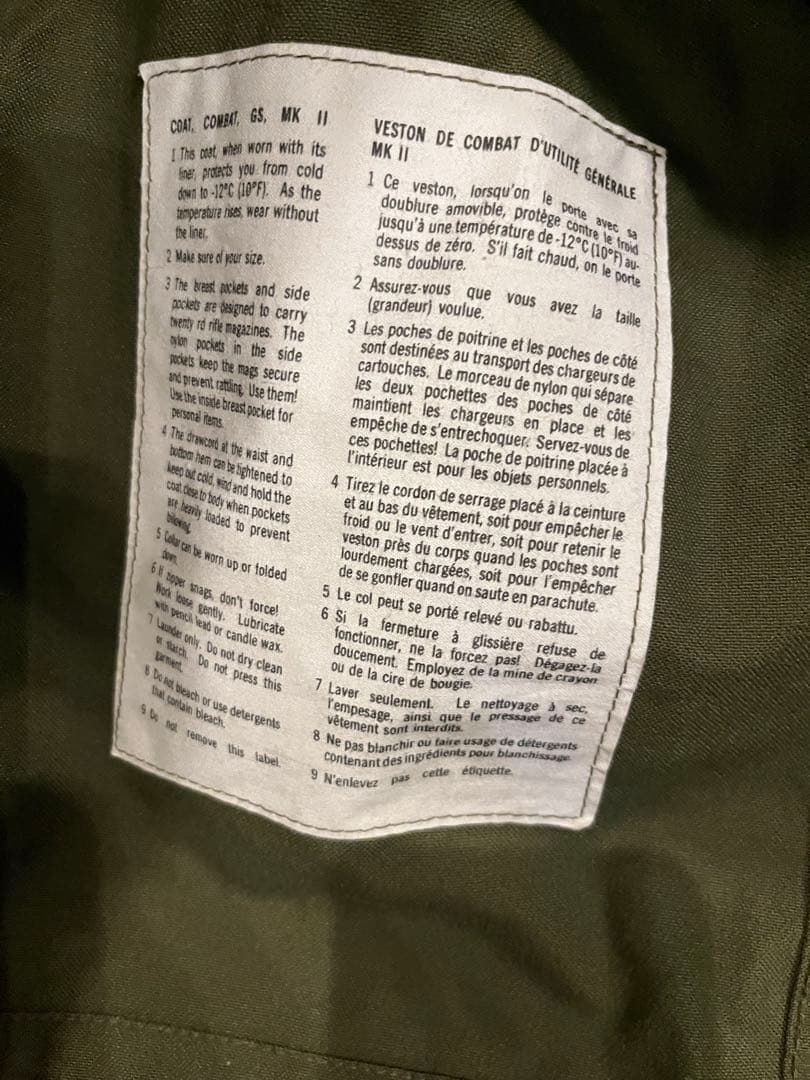 COAT, COMBAT, GS, MK II
1 This coat, when worn with its
liner, protects you from cold
down to -12°C (10°F). As the
temperature rises, wear without
the liner.
2 Make sure of your size.
3 The breast pockets and side
pockets are designed to carry
twenty rd rifle magazines. The
nylon pockets in the side
pockets keep the mags secure
and prevent rattling. Use them!
Use the inside breast pocket for
personal items.
4 The drawcord at the waist and
bottom hem can be tightened to
keep out cold, wind and hold the
coat close to body when pockets
are heavily loaded to prevent
billowing.
5 Collar can be worn up or folded
down.
6 If zipper snags, don't force!
Work loose gently. Lubricate
with pencil lead or candle wax.
7 Launder only. Do not dry clean
or starch. Do not press this
garment.
8 Do not bleach or use detergents
that contain bleach.
9 Do not remove this label.
VESTON DE COMBAT D'UTILITÉ GÉNÉRALE
MK II
1 Ce veston, lorsqu'on le porte avec sa
doublure amovible, protège contre le froid
jusqu'à une température de -12°C (10°F) au-
dessus de zéro. S'il fait chaud, on le porte
sans doublure.
2 Assurez-vous que vous avez la taille
(grandeur) voulue.
3 Les poches de poitrine et les poches de côté
sont destinées au transport des chargeurs de
cartouches. Le morceau de nylon qui sépare
les deux pochettes des poches de côté
maintient les chargeurs en place et les
empêche de s'entrechoquer. Servez-vous de
ces pochettes! La poche de poitrine placée à
l'intérieur est pour les objets personnels.
4 Tirez le cordon de serrage placé à la ceinture
et au bas du vêtement, soit pour empêcher le
froid ou le vent d'entrer, soit pour retenir le
veston près du corps quand les poches sont
lourdement chargées, soit pour l'empêcher
de se gonfler quand on saute en parachute.
5 Le col peut se porté relevé ou rabattu.
6 Si la fermeture à glissière refuse de
fonctionner, ne la forcez pas! Dégagez-la
doucement. Employez de la mine de crayon
ou de la cire de bougie.
7 Laver seulement. Le nettoyage à sec,
l'empesage, ainsi que le pressage de ce
vêtement sont interdits.
8 Ne pas blanchir ou faire usage de détergents
contenant des ingrédients pour blanchissage.
9 N'enlevez pas cette étiquette.